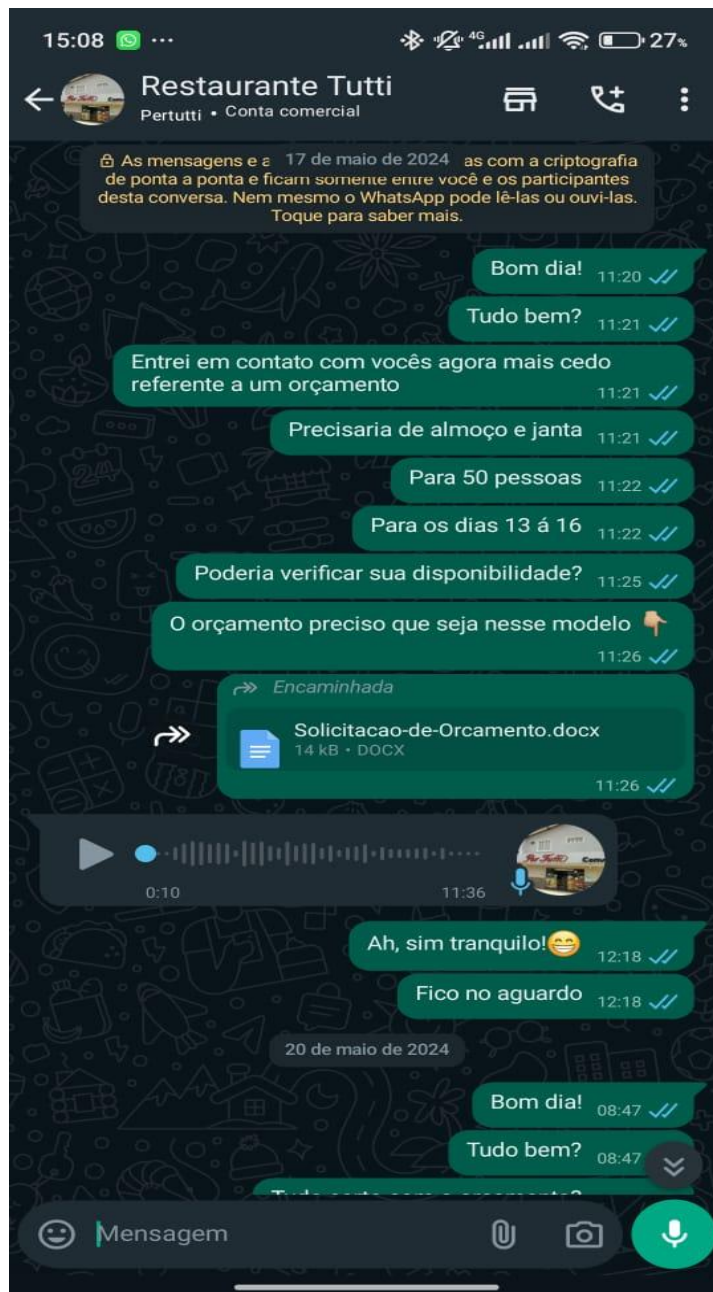 15:08 ... 4G 27%
Restaurante Tutti
Pertutti • Conta comercial
17 de maio de 2024
As mensagens e a as com a criptografia
de ponta a ponta e ficam somente entre você e os participantes
desta conversa. Nem mesmo o WhatsApp pode lê-las ou ouvi-las.
Toque para saber mais.
Bom dia! 11:20
Tudo bem? 11:21
Entrei em contato com vocês agora mais cedo
referente a um orçamento 11:21
Precisaria de almoço e janta 11:21
Para 50 pessoas 11:22
Para os dias 13 á 16 11:22
Poderia verificar sua disponibilidade? 11:25
O orçamento preciso que seja nesse modelo 👇🏼
11:26
Encaminhada
Solicitacao-de-Orcamento.docx
14 kB • DOCX
11:26
Per Tutti
0:10 11:36
Ah, sim tranquilo!😁 12:18
Fico no aguardo 12:18
20 de maio de 2024
Bom dia! 08:47
Tudo bem? 08:47
Mensagem